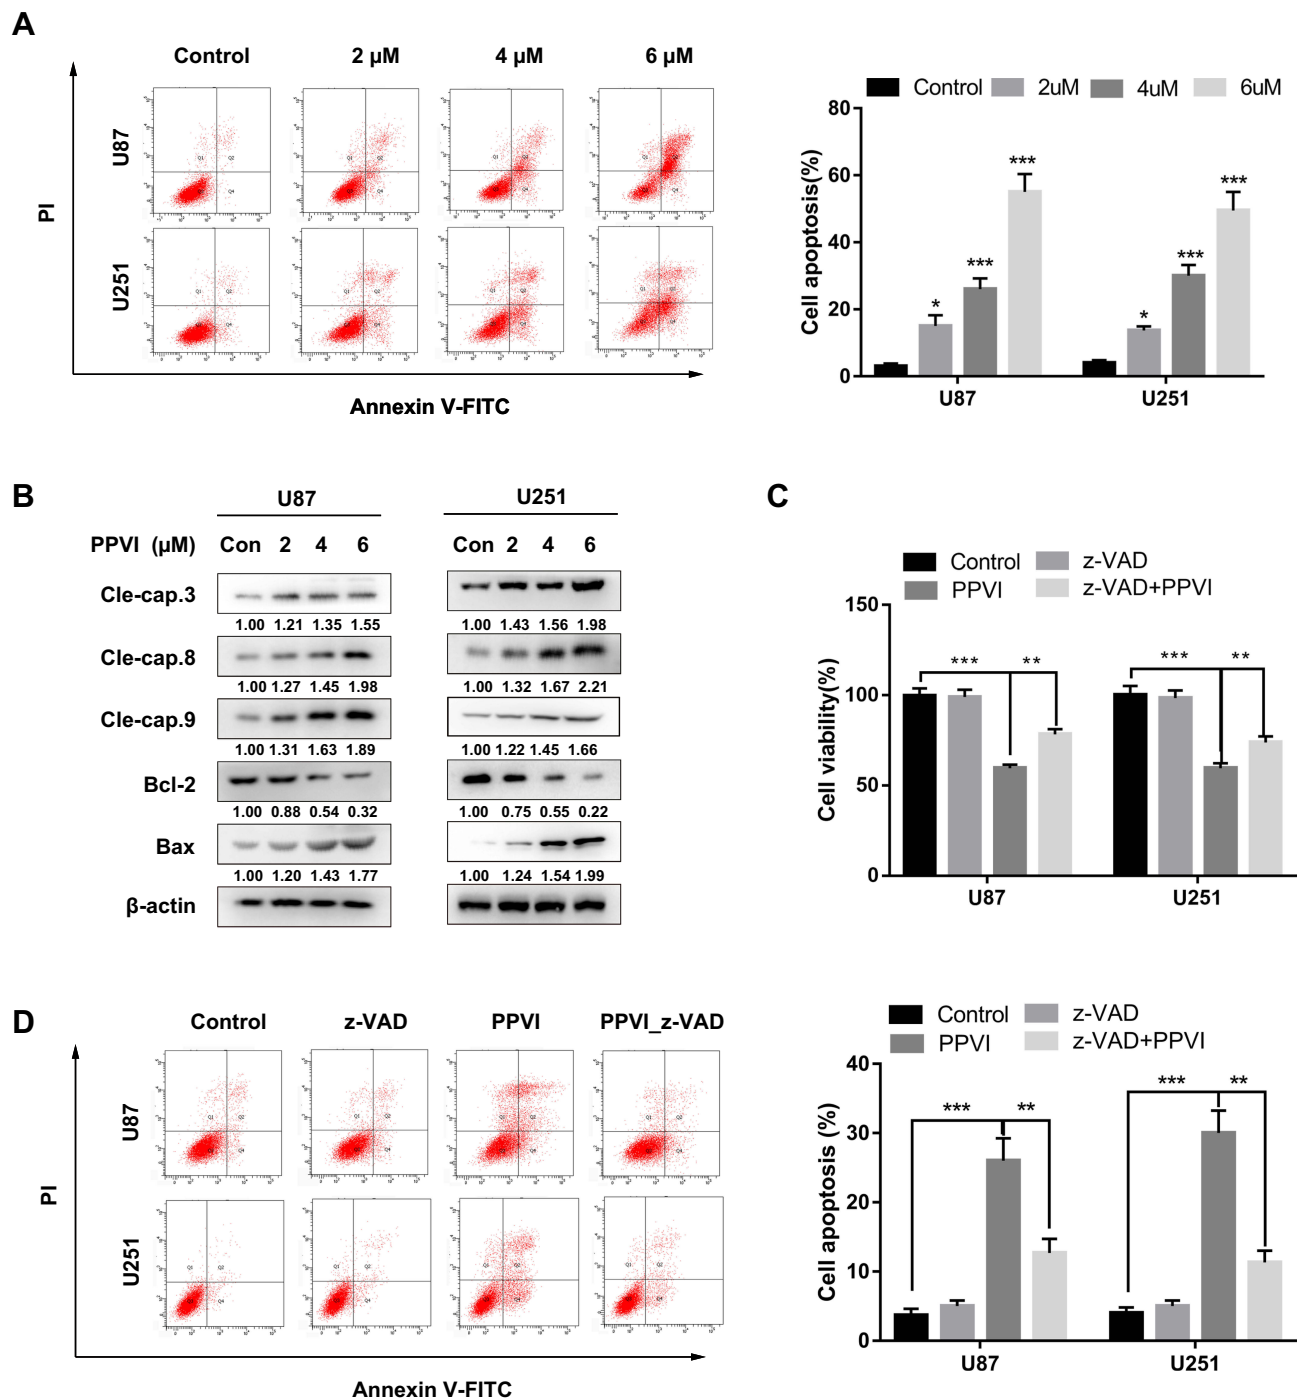 A
Control 2 µM 4 µM 6 µM
U87
U251
PI
Annexin V-FITC
Q1 Q2 Q4
Control 2uM 4uM 6uM
Cell apoptosis(%)
80
60
40
20
0
* *** ***
* *** ***
U87 U251
B
U87 U251
PPVI (µM) Con 2 4 6 Con 2 4 6
Cle-cap.3
1.00 1.21 1.35 1.55 1.00 1.43 1.56 1.98
Cle-cap.8
1.00 1.27 1.45 1.98 1.00 1.32 1.67 2.21
Cle-cap.9
1.00 1.31 1.63 1.89 1.00 1.22 1.45 1.66
Bcl-2
1.00 0.88 0.54 0.32 1.00 0.75 0.55 0.22
Bax
1.00 1.20 1.43 1.77 1.00 1.24 1.54 1.99
β-actin
C
Control z-VAD
PPVI z-VAD+PPVI
Cell viability(%)
150
100
50
0
*** ** *** **
U87 U251
D
Control z-VAD PPVI PPVI_z-VAD
U87
U251
PI
Annexin V-FITC
Q1 Q2 Q4
Control z-VAD
PPVI z-VAD+PPVI
Cell apoptosis (%)
40
30
20
10
0
*** ** *** **
U87 U251